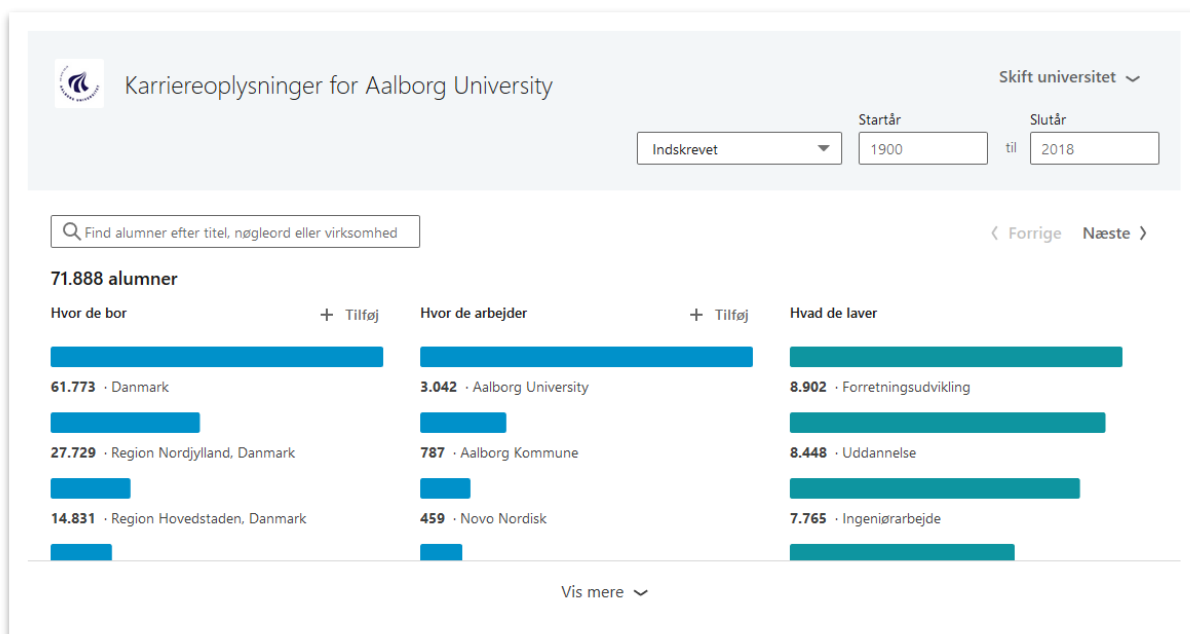 Karriereoplysninger for Aalborg University
Skift universitet
Startår
Slutår
Indskrevet
1900
til
2018
Find alumner efter titel, nøgleord eller virksomhed
Forrige
Næste
71.888 alumner
Hvor de bor
+ Tilføj
61.773 · Danmark
27.729 · Region Nordjylland, Danmark
14.831 · Region Hovedstaden, Danmark
Hvor de arbejder
+ Tilføj
3.042 · Aalborg University
787 · Aalborg Kommune
459 · Novo Nordisk
Hvad de laver
8.902 · Forretningsudvikling
8.448 · Uddannelse
7.765 · Ingeniørarbejde
Vis mere